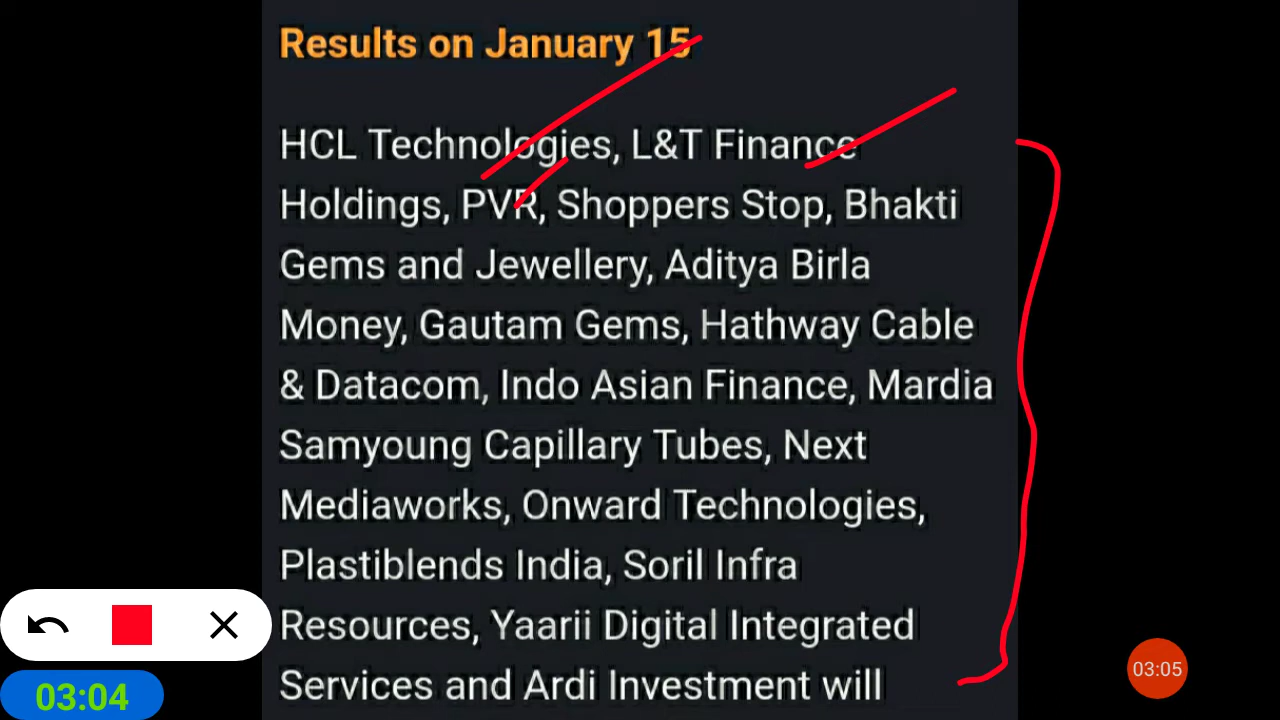 Results on January 15
HCL Technologies, L&T Finance
Holdings, PVR, Shoppers Stop, Bhakti
Gems and Jewellery, Aditya Birla
Money, Gautam Gems, Hathway Cable
& Datacom, Indo Asian Finance, Mardia
Samyoung Capillary Tubes, Next
Mediaworks, Onward Technologies,
Plastiblends India, Soril Infra
Resources, Yaarii Digital Integrated
Services and Ardi Investment will
03:04
03:05